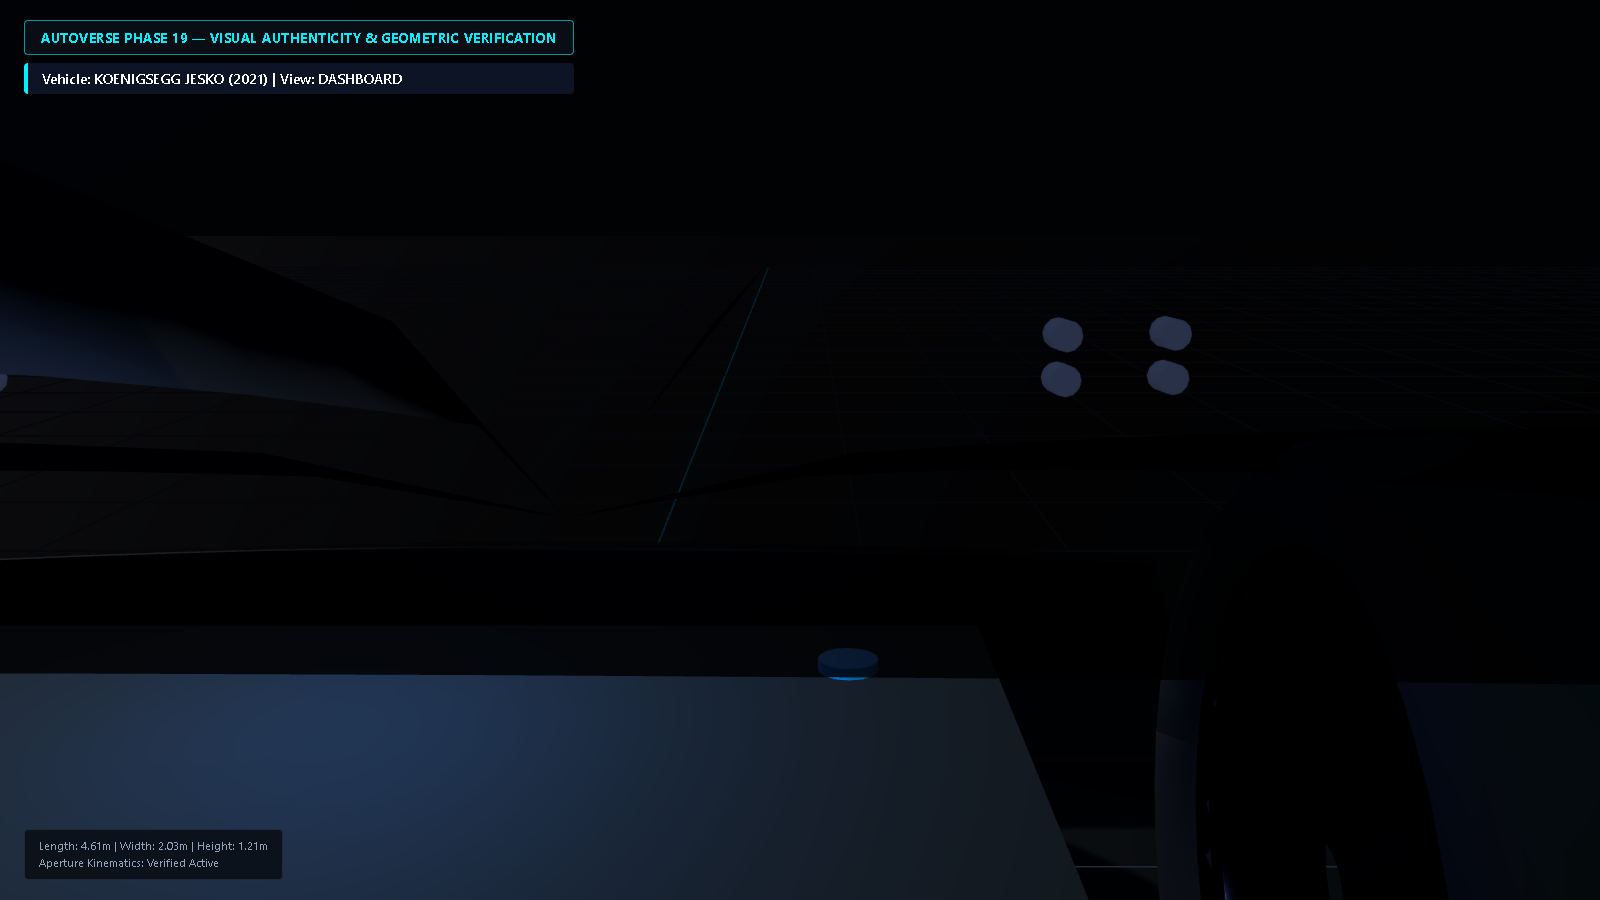 AUTOVERSE PHASE 19 — VISUAL AUTHENTICITY & GEOMETRIC VERIFICATION
Vehicle: KOENIGSEGG JESKO (2021) | View: DASHBOARD
Length: 4.61m | Width: 2.03m | Height: 1.21m
Aperture Kinematics: Verified Active